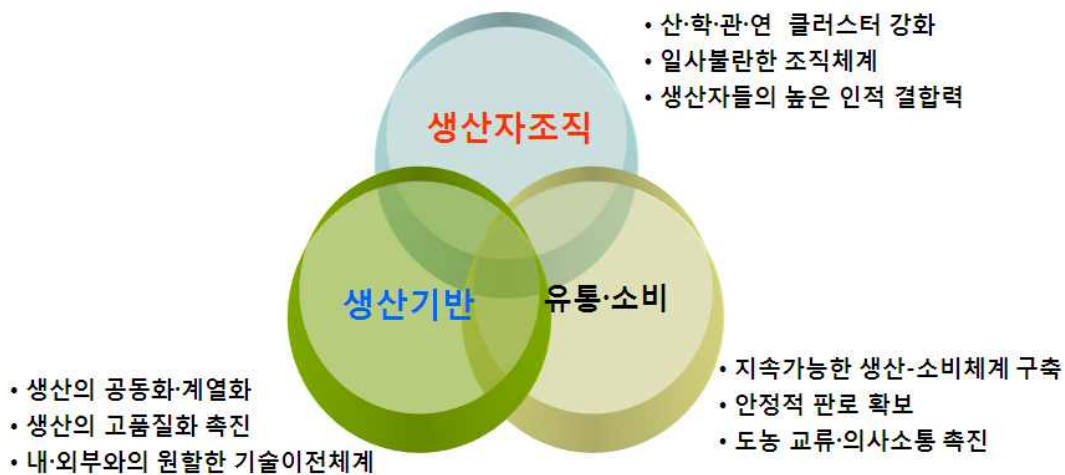 • 산·학·관·연 클러스터 강화
• 일사불란한 조직체계
• 생산자들의 높은 인적 결합력
생산자조직
생산기반
유통·소비
• 생산의 공동화·계열화
• 생산의 고품질화 촉진
• 내·외부와의 원할한 기술이전체계
• 지속가능한 생산-소비체계 구축
• 안정적 판로 확보
• 도농 교류·의사소통 촉진